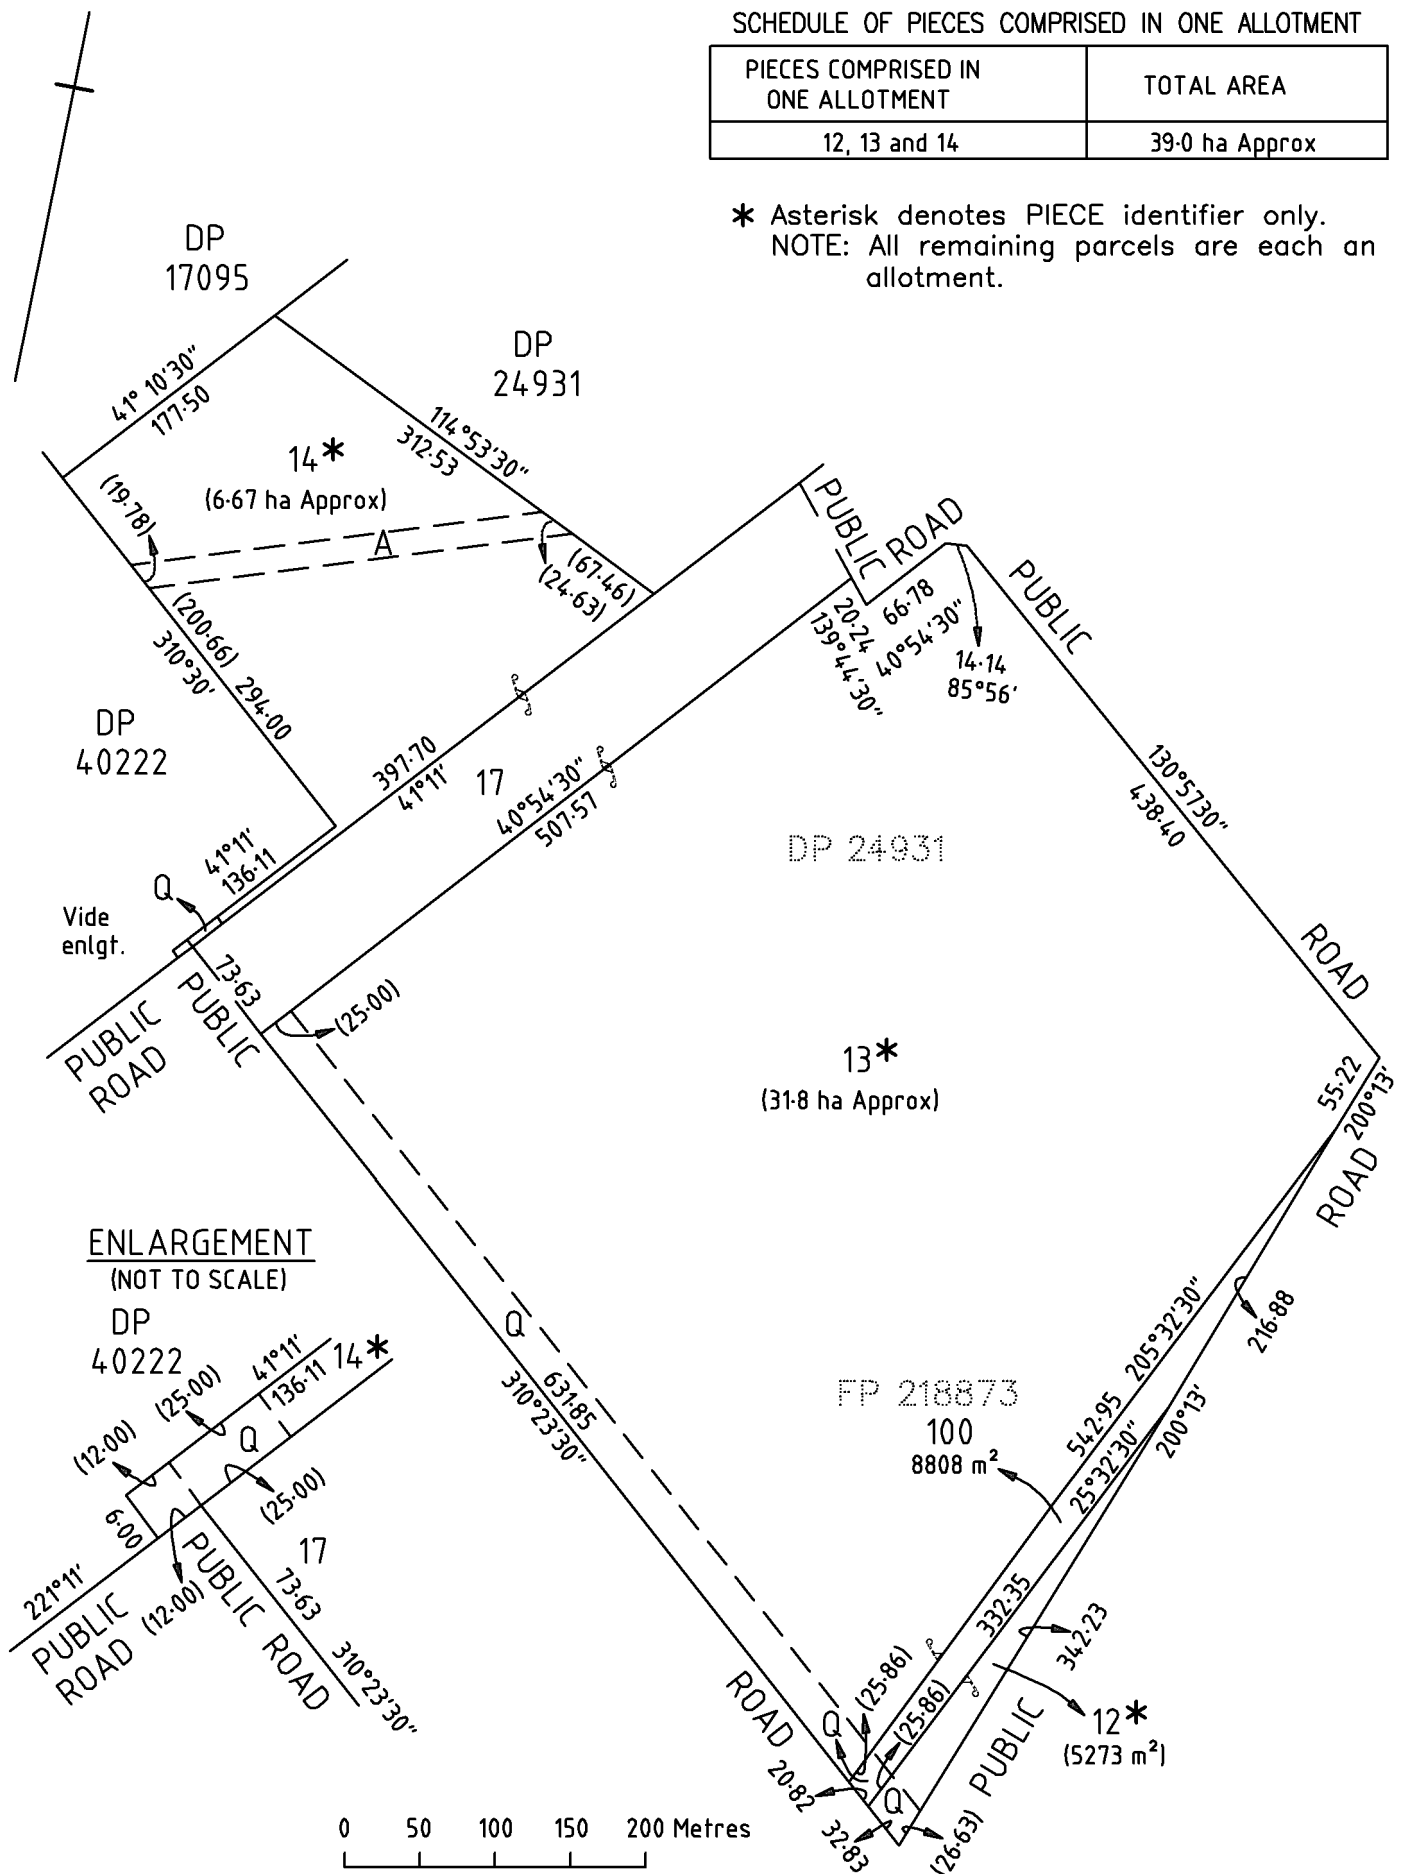 SCHEDULE OF PIECES COMPRISED IN ONE ALLOTMENT
PIECES COMPRISED IN
ONE ALLOTMENT
TOTAL AREA
12, 13 and 14
39·0 ha Approx
* Asterisk denotes PIECE identifier only.
NOTE: All remaining parcels are each an
allotment.
DP
17095
DP
24931
41° 10'30"
177·50
114°53'30"
312·53
14*
(6·67 ha Approx)
(19·78)
A
(67·46)
(24·63)
(200·66)
310°30'
294·00
DP
40222
PUBLIC
ROAD
20·24
139°44'30"
66·78
40°54'30"
14·14
85°56'
PUBLIC
397·70
41°11'
17
40°54'30"
507·57
DP 24931
130°57'30"
438·40
41°11'
136·11
Q
Vide
enlgt.
73·63
PUBLIC
PUBLIC
ROAD
(25·00)
ROAD
13*
(31·8 ha Approx)
55·22
200°13'
ROAD
ENLARGEMENT
(NOT TO SCALE)
DP
40222
41°11'
136·11
14*
(25·00)
(12·00)
Q
(25·00)
6·00
17
221°11'
(12·00)
PUBLIC
ROAD
PUBLIC ROAD
73·63
310°23'30"
Q
631·85
310°23'30"
216·88
205°32'30"
542·95
FP 218873
100
8808 m²
25°32'30"
332·35
200°13'
342·23
12*
(5273 m²)
ROAD
(25·86)
(25·86)
PUBLIC
Q
Q
20·82
32·83
(26·63)
0 50 100 150 200 Metres